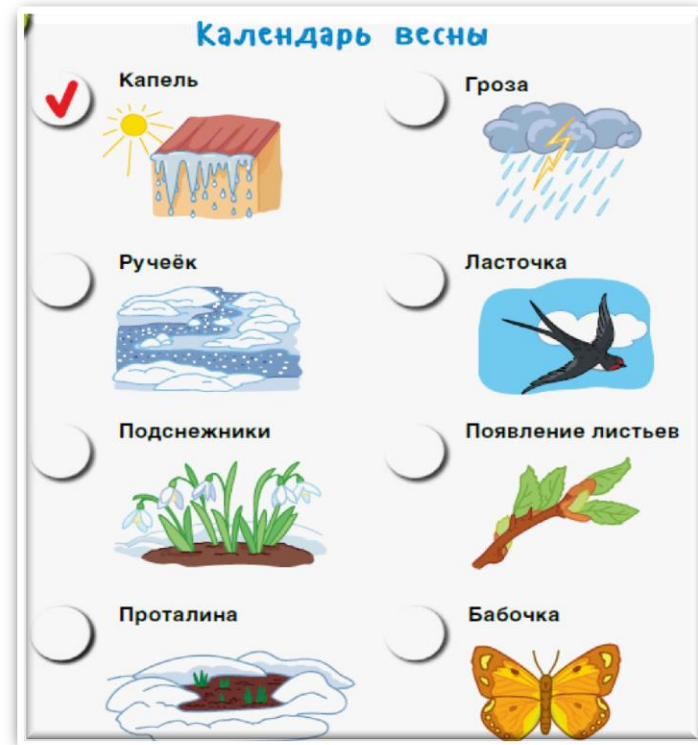 Календарь весны
Капель
Гроза
Ручеёк
Ласточка
Подснежники
Появление листьев
Проталина
Бабочка